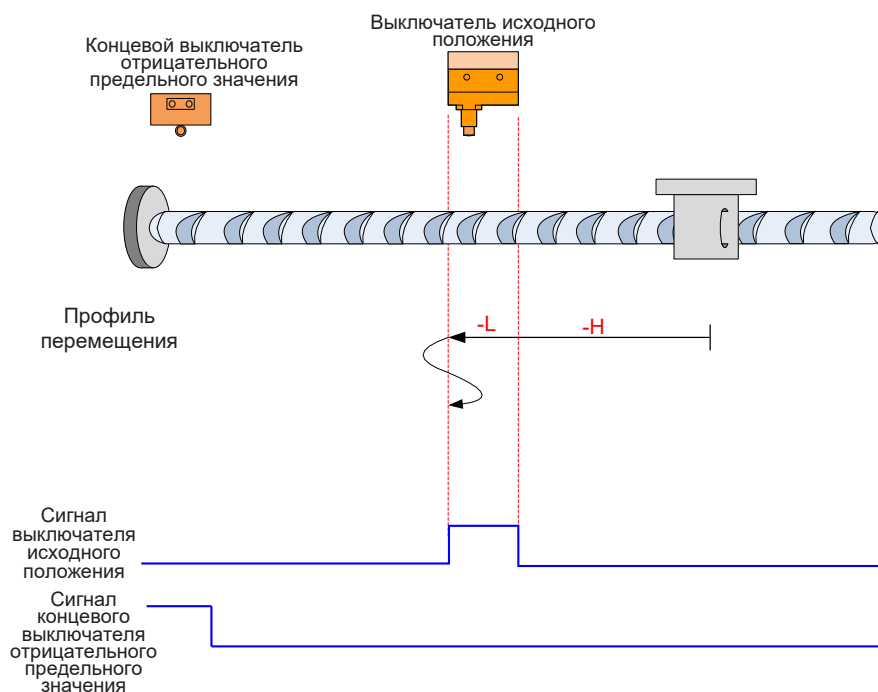 Выключатель исходного
положения
Концевой выключатель
отрицательного
предельного значения
Профиль
перемещения
-L
-H
Сигнал
выключателя
исходного
положения
Сигнал
концевого
выключателя
отрицательного
предельного
значения